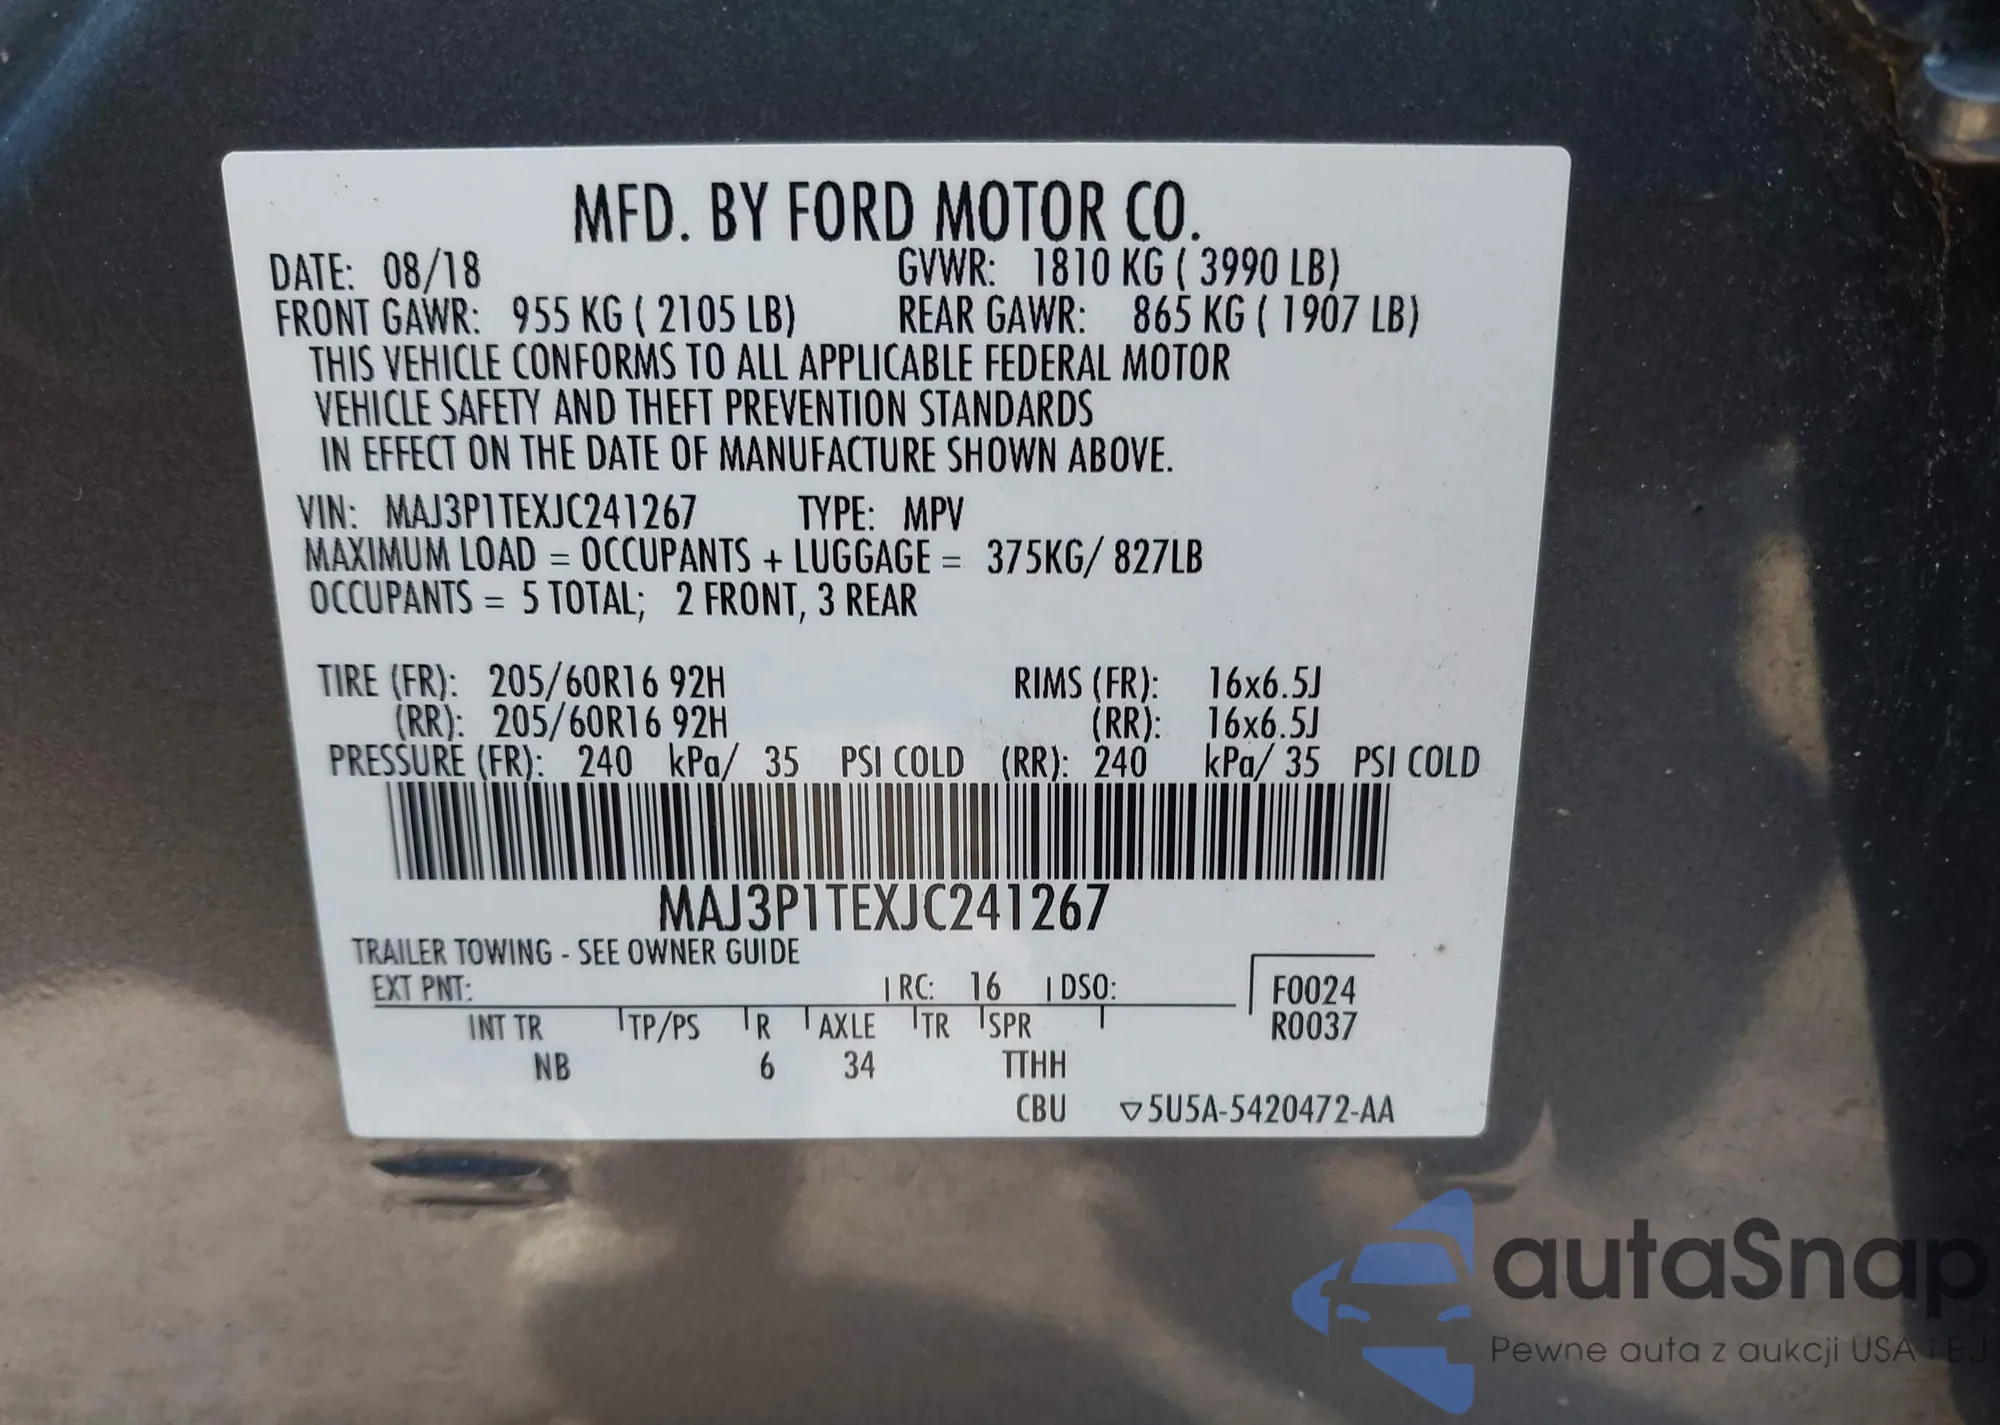 MFD. BY FORD MOTOR CO.
DATE: 08/18 GVWR: 1810 KG ( 3990 LB)
FRONT GAWR: 955 KG ( 2105 LB) REAR GAWR: 865 KG ( 1907 LB)
THIS VEHICLE CONFORMS TO ALL APPLICABLE FEDERAL MOTOR
VEHICLE SAFETY AND THEFT PREVENTION STANDARDS
IN EFFECT ON THE DATE OF MANUFACTURE SHOWN ABOVE.
VIN: MAJ3P1TEXJC241267 TYPE: MPV
MAXIMUM LOAD = OCCUPANTS + LUGGAGE = 375KG/ 827LB
OCCUPANTS = 5 TOTAL; 2 FRONT, 3 REAR
TIRE (FR): 205/60R16 92H RIMS (FR): 16x6.5J
(RR): 205/60R16 92H (RR): 16x6.5J
PRESSURE (FR): 240 kPa/ 35 PSI COLD (RR): 240 kPa/ 35 PSI COLD
MAJ3P1TEXJC241267
TRAILER TOWING - SEE OWNER GUIDE
EXT PNT: RC: 16 DSO: F0024
INT TR TP/PS R AXLE TR SPR R0037
NB 6 34 TTHH
CBU ▽5U5A-5420472-AA
autaSnap
Pewne auta z aukcji USA i EJ